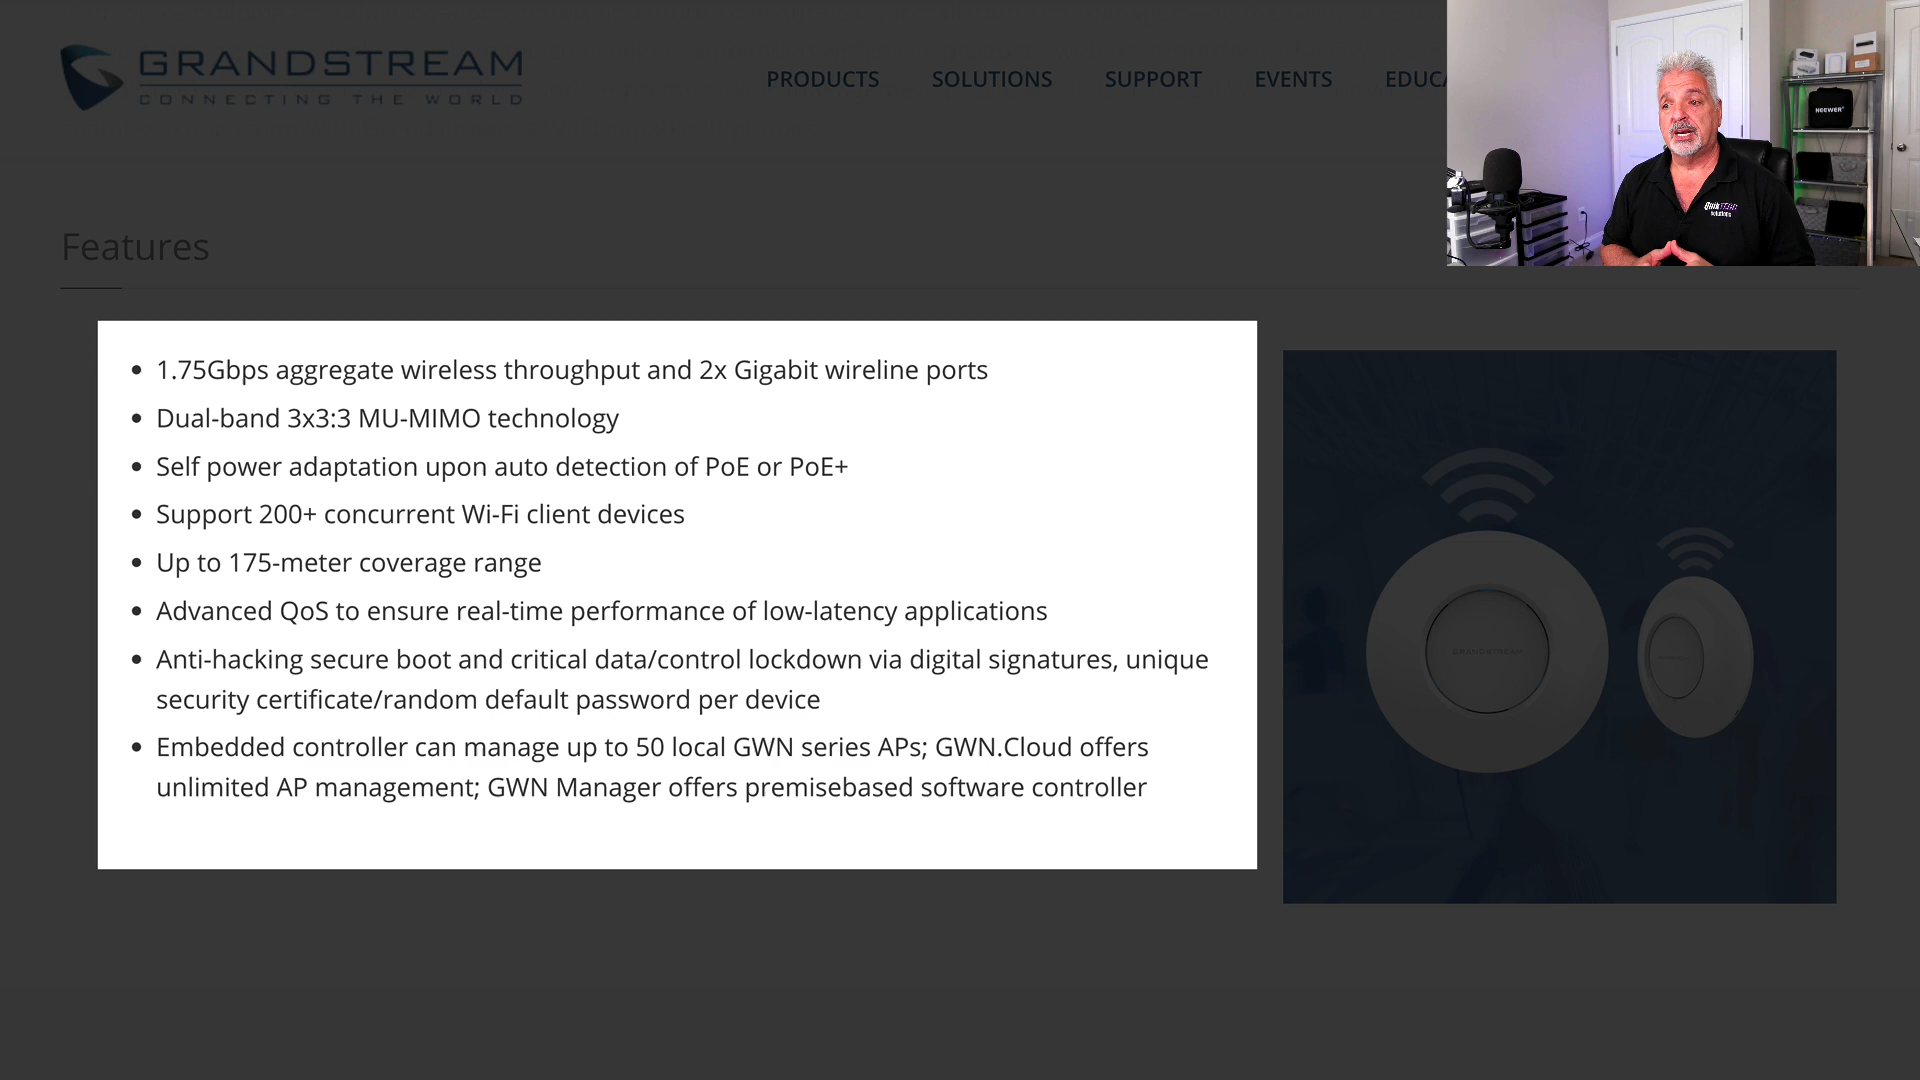 GRANDSTREAM
CONNECTING THE WORLD
PRODUCTS
SOLUTIONS
SUPPORT
EVENTS
EDUCA
NEEWER
QuikTECH
solutions
Features
1.75Gbps aggregate wireless throughput and 2x Gigabit wireline ports
Dual-band 3x3:3 MU-MIMO technology
Self power adaptation upon auto detection of PoE or PoE+
Support 200+ concurrent Wi-Fi client devices
Up to 175-meter coverage range
Advanced QoS to ensure real-time performance of low-latency applications
Anti-hacking secure boot and critical data/control lockdown via digital signatures, unique
security certificate/random default password per device
Embedded controller can manage up to 50 local GWN series APs; GWN.Cloud offers
unlimited AP management; GWN Manager offers premisebased software controller
GRANDSTREAM